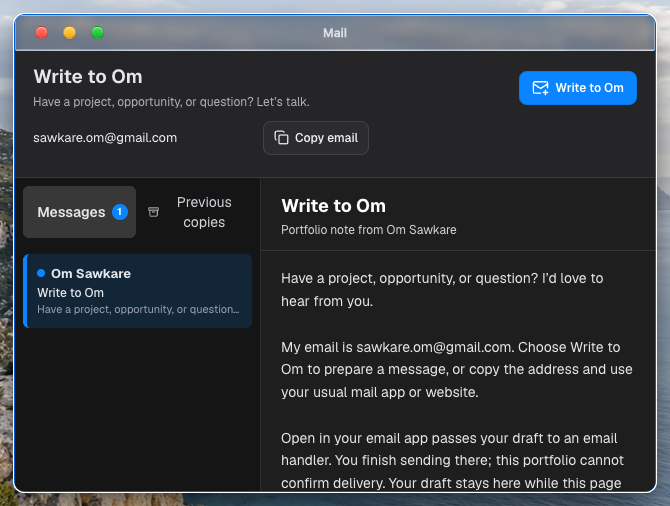 Mail
Write to Om
Have a project, opportunity, or question? Let's talk.
Write to Om
sawkare.om@gmail.com
Copy email
Messages 1
Previous
copies
Om Sawkare
Write to Om
Have a project, opportunity, or question...
Write to Om
Portfolio note from Om Sawkare
Have a project, opportunity, or question? I'd love to
hear from you.
My email is sawkare.om@gmail.com. Choose Write to
Om to prepare a message, or copy the address and use
your usual mail app or website.
Open in your email app passes your draft to an email
handler. You finish sending there; this portfolio cannot
confirm delivery. Your draft stays here while this page